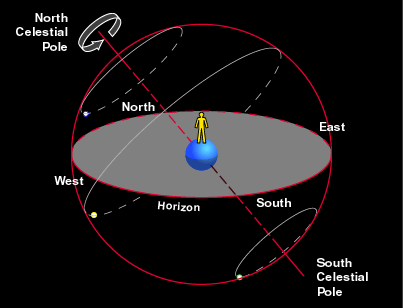 North
Celestial
Pole
North
East
West
Horizon
South
South
Celestial
Pole